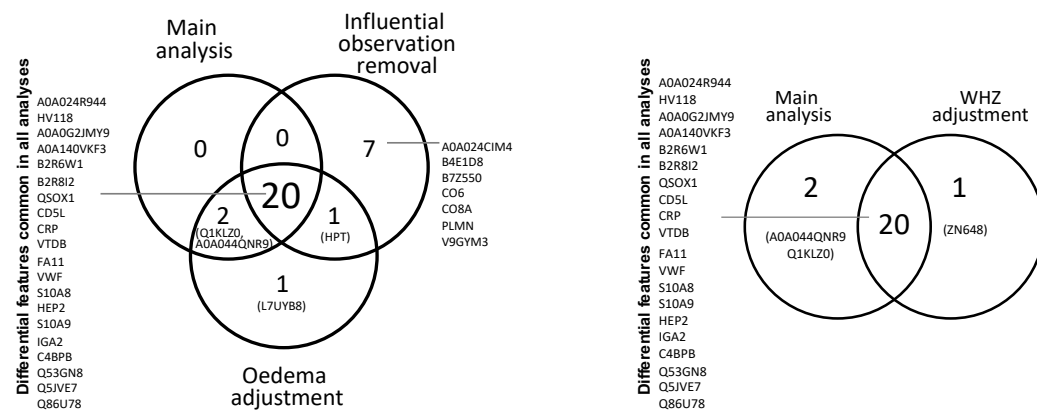 Main
analysis
Influential
observation
removal
Differential features common in all analyses
A0A024R944
HV118
A0A0G2JMY9
A0A140VKF3
B2R6W1
B2R8I2
QSOX1
CD5L
CRP
VTDB
FA11
VWF
S10A8
HEP2
S10A9
IGA2
C4BPB
Q53GN8
Q5JVE7
Q86U78
0
0
7
20
2
(Q1KLZ0,
A0A044QNR9)
1
(HPT)
1
(L7UYB8)
A0A024CIM4
B4E1D8
B7Z550
CO6
CO8A
PLMN
V9GYM3
Oedema
adjustment
Differential features common in all analyses
A0A024R944
HV118
A0A0G2JMY9
A0A140VKF3
B2R6W1
B2R8I2
QSOX1
CD5L
CRP
VTDB
FA11
VWF
S10A8
S10A9
HEP2
IGA2
C4BPB
Q53GN8
Q5JVE7
Q86U78
Main
analysis
WHZ
adjustment
2
(A0A044QNR9
Q1KLZ0)
20
1
(ZN648)